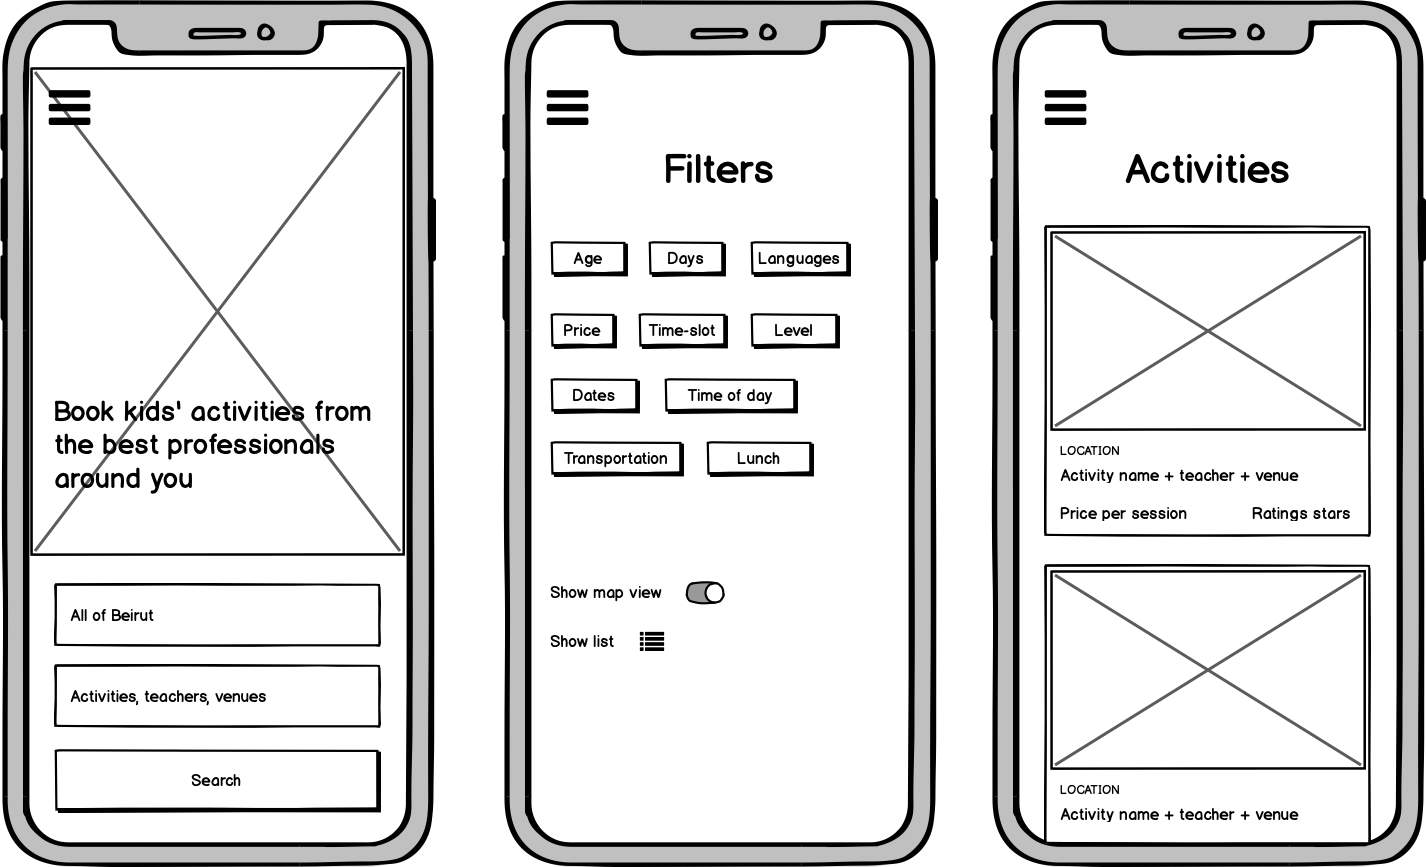 Book kids' activities from
the best professionals
around you
All of Beirut
Activities, teachers, venues
Search
Filters
Age Days Languages
Price Time-slot Level
Dates Time of day
Transportation Lunch
Show map view
Show list
Activities
LOCATION
Activity name + teacher + venue
Price per session Ratings stars
LOCATION
Activity name + teacher + venue